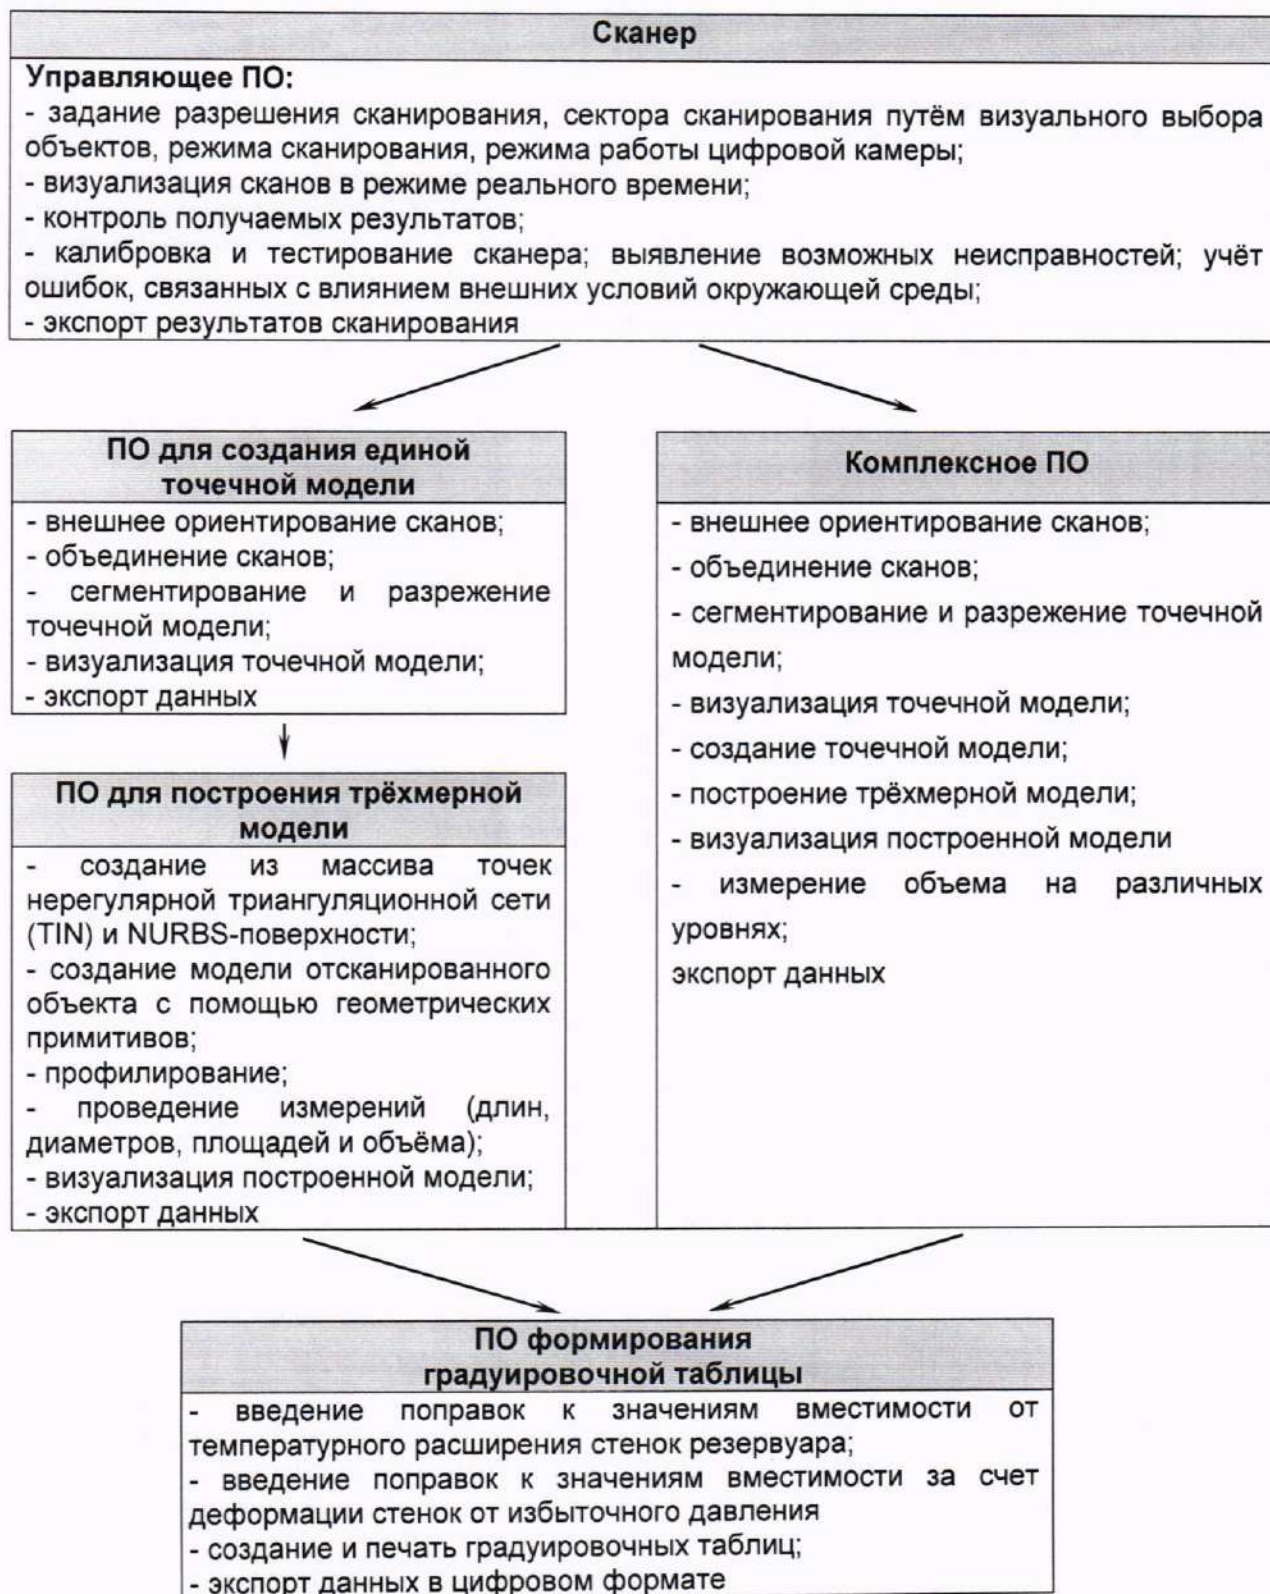 Сканер
Управляющее ПО:
- задание разрешения сканирования, сектора сканирования путём визуального выбора
объектов, режима сканирования, режима работы цифровой камеры;
- визуализация сканов в режиме реального времени;
- контроль получаемых результатов;
- калибровка и тестирование сканера; выявление возможных неисправностей; учёт
ошибок, связанных с влиянием внешних условий окружающей среды;
- экспорт результатов сканирования
ПО для создания единой
точечной модели
- внешнее ориентирование сканов;
- объединение сканов;
- сегментирование и разрежение
точечной модели;
- визуализация точечной модели;
- экспорт данных
ПО для построения трёхмерной
модели
- создание из массива точек
нерегулярной триангуляционной сети
(TIN) и NURBS-поверхности;
- создание модели отсканированного
объекта с помощью геометрических
примитивов;
- профилирование;
- проведение измерений (длин,
диаметров, площадей и объёма);
- визуализация построенной модели;
- экспорт данных
Комплексное ПО
- внешнее ориентирование сканов;
- объединение сканов;
- сегментирование и разрежение точечной
модели;
- визуализация точечной модели;
- создание точечной модели;
- построение трёхмерной модели;
- визуализация построенной модели
- измерение объема на различных
уровнях;
экспорт данных
ПО формирования
градуировочной таблицы
- введение поправок к значениям вместимости от
температурного расширения стенок резервуара;
- введение поправок к значениям вместимости за счет
деформации стенок от избыточного давления
- создание и печать градуировочных таблиц;
- экспорт данных в цифровом формате